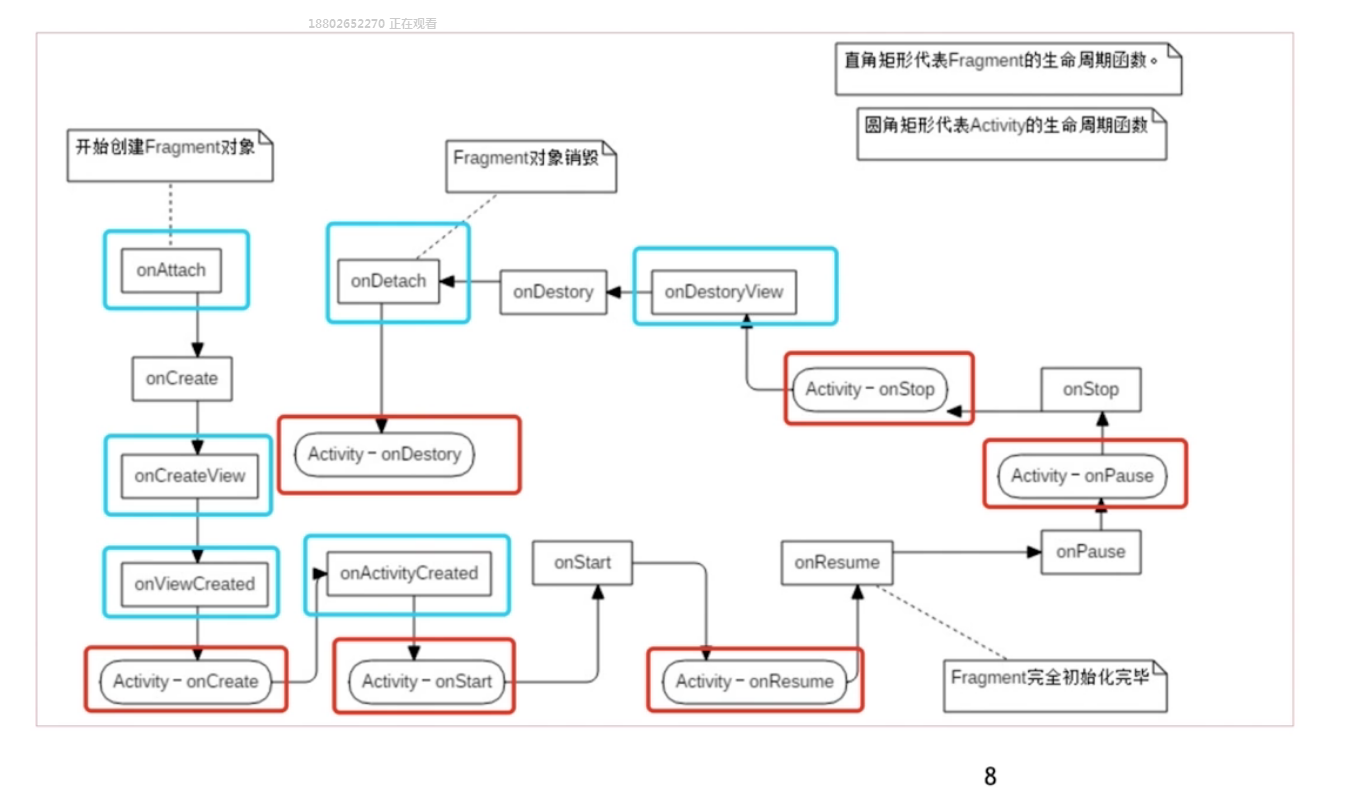 18802652270 正在观看
直角矩形代表Fragment的生命周期函数。
圆角矩形代表Activity的生命周期函数
开始创建Fragment对象
Fragment对象销毁
onAttach
onDetach
onDestory
onDestoryView
onCreate
Activity - onStop
onStop
onCreateView
Activity - onDestory
Activity - onPause
onViewCreated
onActivityCreated
onStart
onResume
onPause
Activity - onCreate
Activity - onStart
Activity - onResume
Fragment完全初始化完毕
8